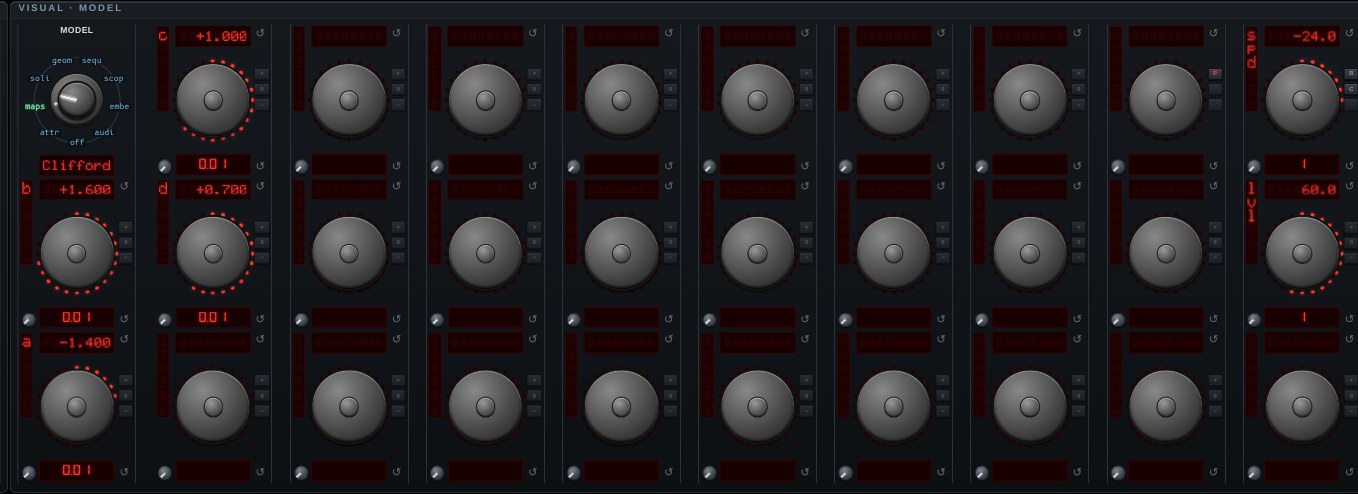 VISUAL · MODEL
MODEL
geom sequ
soli scop
maps embe
attr audi
off
Clifford
b +1.600
0.01
a -1.400
0.01
c +1.000
0.01
d +0.700
0.01
P
spd -24.0
B
C
1
lvl 60.0
1